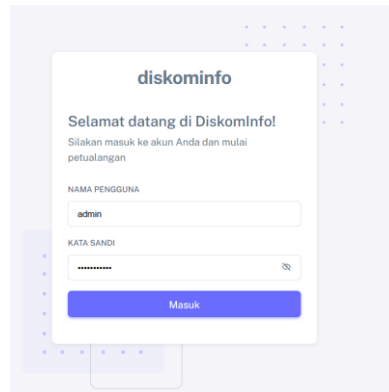 diskominfo
Selamat datang di DiskomInfo!
Silakan masuk ke akun Anda dan mulai
petualangan
NAMA PENGGUNA
admin
KATA SANDI
•••••••••••
Masuk